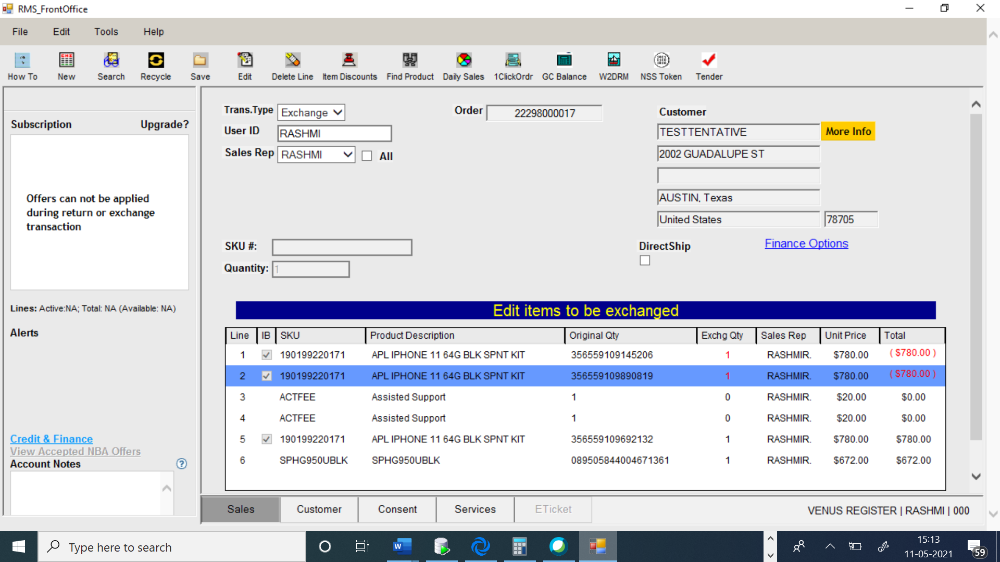 RMS_FrontOffice
File Edit Tools Help
How To New Search Recycle Save Edit Delete Line Item Discounts Find Product Daily Sales 1ClickOrdr GC Balance W2DRM NSS Token Tender
Subscription Upgrade?
Offers can not be applied
during return or exchange
transaction
Lines: Active:NA; Total: NA (Available: NA)
Alerts
Credit & Finance
View Accepted NBA Offers
Account Notes ?
Trans.Type Exchange
Order 22298000017
User ID RASHMI
Sales Rep RASHMI All
Customer
TESTTENTATIVE More Info
2002 GUADALUPE ST
AUSTIN, Texas
United States 78705
SKU #:
Quantity: 1
DirectShip
Finance Options
Edit items to be exchanged
Line IB SKU Product Description Original Qty Exchg Qty Sales Rep Unit Price Total
1 190199220171 APL IPHONE 11 64G BLK SPNT KIT 356559109145206 1 RASHMIR. $780.00 ( $780.00 )
2 190199220171 APL IPHONE 11 64G BLK SPNT KIT 356559109890819 1 RASHMIR. $780.00 ( $780.00 )
3 ACTFEE Assisted Support 1 0 RASHMIR. $20.00 $0.00
4 ACTFEE Assisted Support 1 0 RASHMIR. $20.00 $0.00
5 190199220171 APL IPHONE 11 64G BLK SPNT KIT 356559109692132 1 RASHMIR. $780.00 $780.00
6 SPHG950UBLK SPHG950UBLK 089505844004671361 1 RASHMIR. $672.00 $672.00
Sales Customer Consent Services ETicket
VENUS REGISTER | RASHMI | 000
Type here to search
15:13
11-05-2021
59